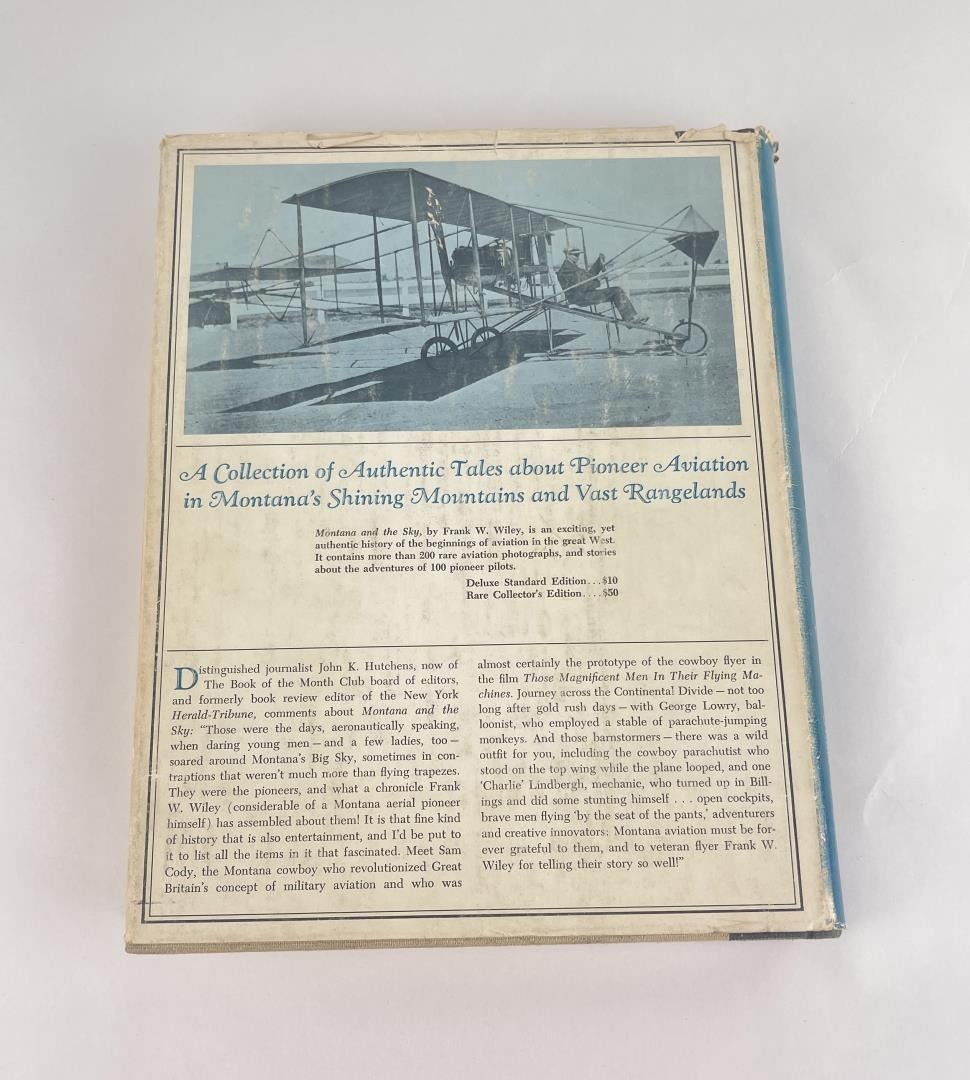 A Collection of Authentic Tales about Pioneer Aviation
in Montana's Shining Mountains and Vast Rangelands
Montana and the Sky, by Frank W. Wiley, is an exciting, yet
authentic history of the beginnings of aviation in the great West.
It contains more than 200 rare aviation photographs, and stories
about the adventures of 100 pioneer pilots.
Deluxe Standard Edition...$10
Rare Collector's Edition....$50
Distinguished journalist John K. Hutchens, now of
The Book of the Month Club board of editors,
and formerly book review editor of the New York
Herald-Tribune, comments about Montana and the
Sky: "Those were the days, aeronautically speaking,
when daring young men — and a few ladies, too —
soared around Montana's Big Sky, sometimes in con-
traptions that weren't much more than flying trapezes.
They were the pioneers, and what a chronicle Frank
W. Wiley (considerable of a Montana aerial pioneer
himself) has assembled about them! It is that fine kind
of history that is also entertainment, and I'd be put to
it to list all the items in it that fascinated. Meet Sam
Cody, the Montana cowboy who revolutionized Great
Britain's concept of military aviation and who was
almost certainly the prototype of the cowboy flyer in
the film Those Magnificent Men In Their Flying Ma-
chines. Journey across the Continental Divide — not too
long after gold rush days — with George Lowry, bal-
loonist, who employed a stable of parachute-jumping
monkeys. And those barnstormers — there was a wild
outfit for you, including the cowboy parachutist who
stood on the top wing while the plane looped, and one
'Charlie' Lindbergh, mechanic, who turned up in Bill-
ings and did some stunting himself . . . open cockpits,
brave men flying 'by the seat of the pants,' adventurers
and creative innovators: Montana aviation must be for-
ever grateful to them, and to veteran flyer Frank W.
Wiley for telling their story so well!"